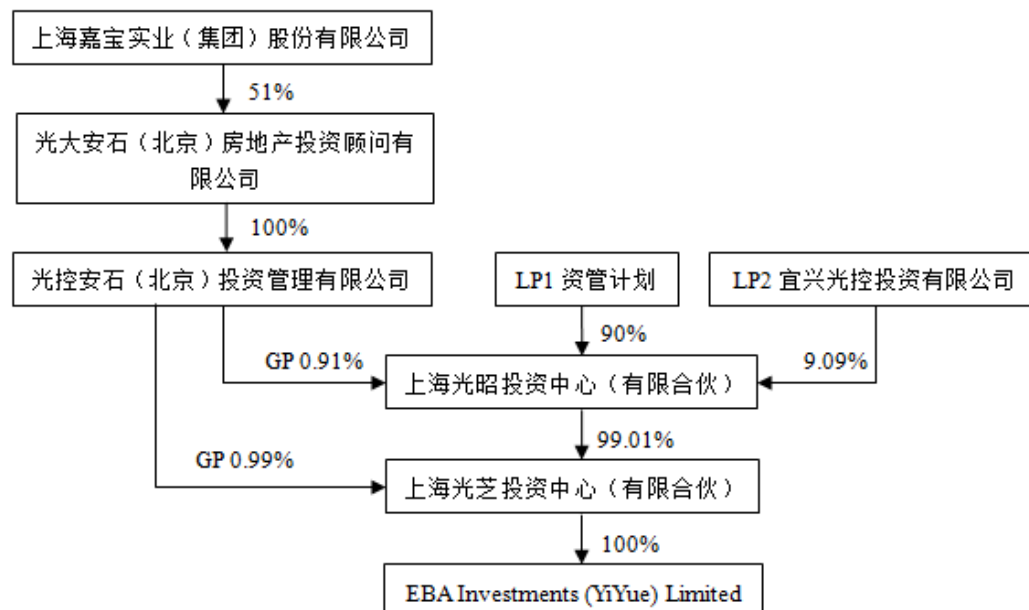 上海嘉宝实业（集团）股份有限公司
51%
光大安石（北京）房地产投资顾问有
限公司
100%
光控安石（北京）投资管理有限公司
LP1 资管计划
LP2 宜兴光控投资有限公司
90%
GP 0.91%
9.09%
上海光昭投资中心（有限合伙）
99.01%
GP 0.99%
上海光芝投资中心（有限合伙）
100%
EBA Investments (YiYue) Limited